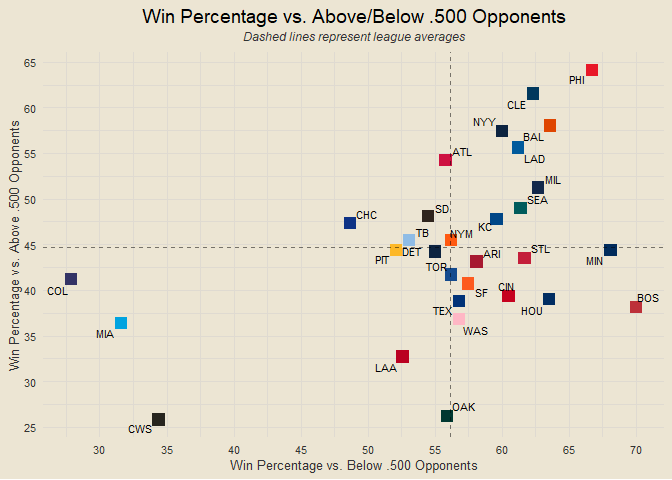 Win Percentage vs. Above/Below .500 Opponents
Dashed lines represent league averages
Win Percentage vs. Above .500 Opponents
65
60
55
50
45
40
35
30
25
PHI
CLE
NYY
BAL
LAD
ATL
MIL
SEA
SD
CHC
KC
TB
NYM
PIT
DET
STL
ARI
MIN
TOR
COL
SF
CIN
BOS
TEX
HOU
MIA
WAS
LAA
OAK
CWS
30 35 40 45 50 55 60 65 70
Win Percentage vs. Below .500 Opponents